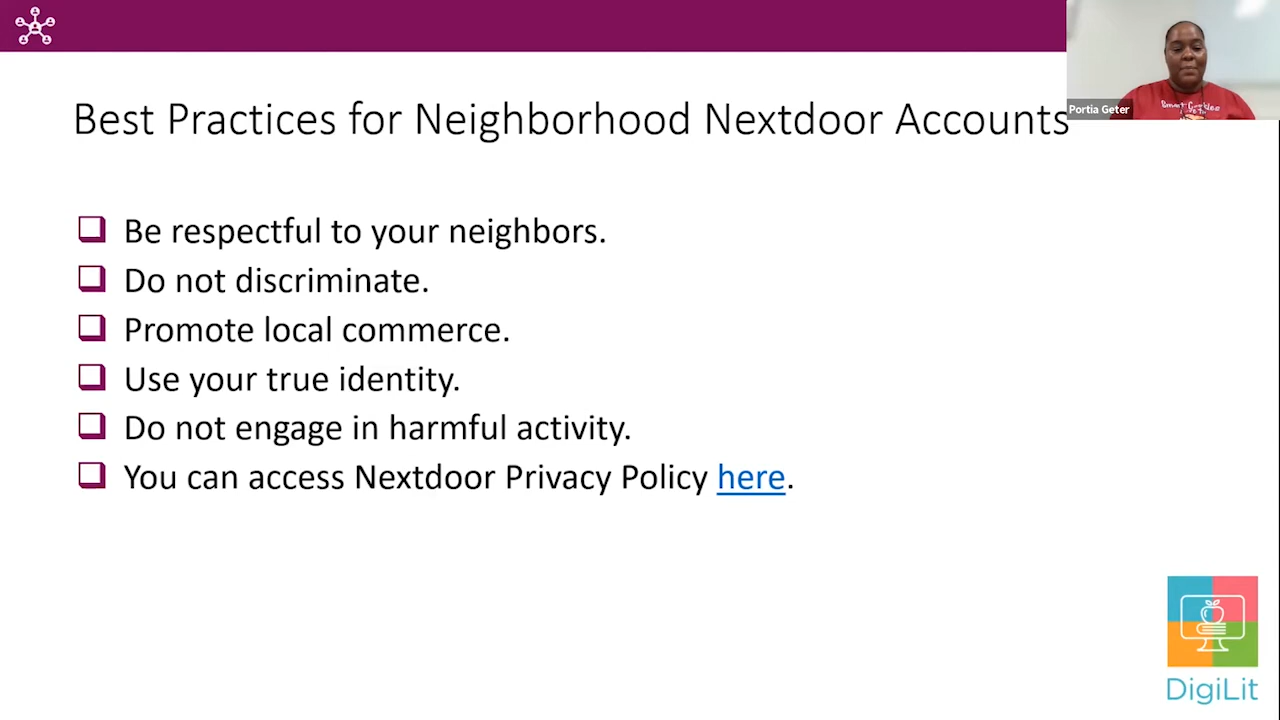 Best Practices for Neighborhood Nextdoor Accounts
Portia Geter
Be respectful to your neighbors.
Do not discriminate.
Promote local commerce.
Use your true identity.
Do not engage in harmful activity.
You can access Nextdoor Privacy Policy here.
DigiLit